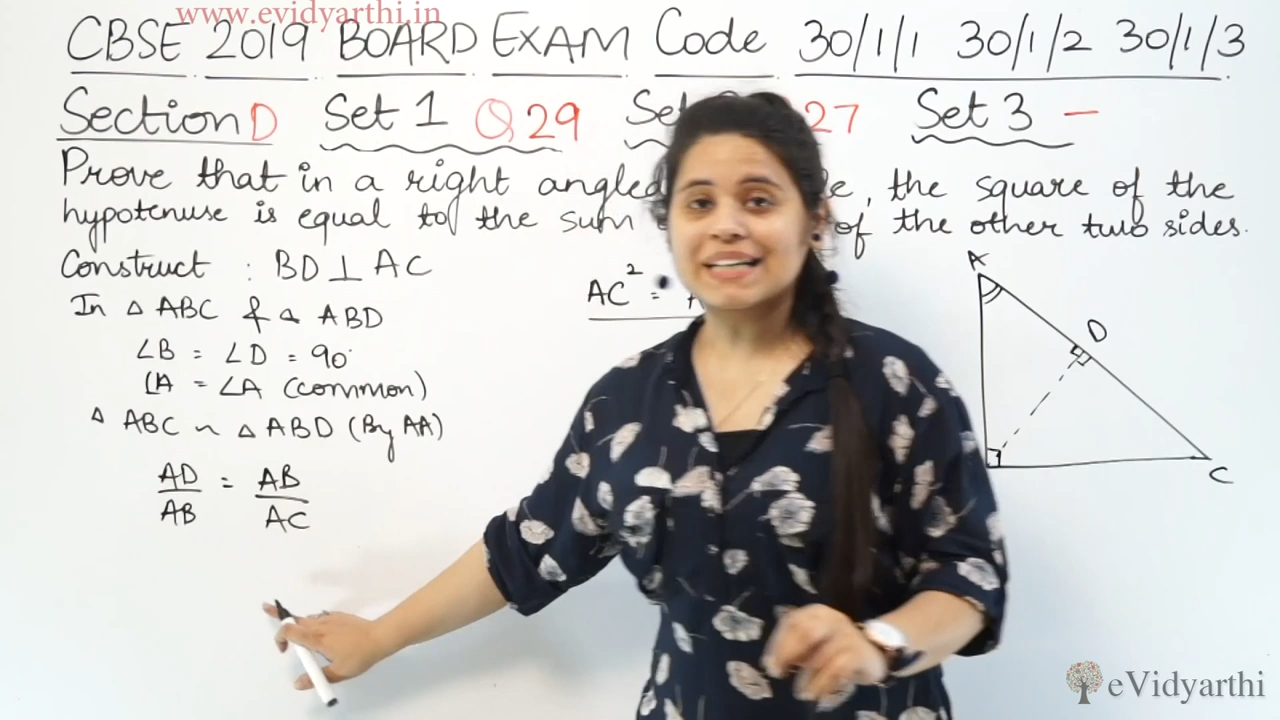 www.evidyarthi.in
CBSE 2019 BOARD EXAM Code 30/1/1 30/1/2 30/1/3
Section D Set 1 Q29 27 Set 3 -
Prove that in a right angled , the square of the
hypotenuse is equal to the sum of the other two sides.
Construct : BD ⊥ AC
In △ ABC & △ ABD
∠B = ∠D = 90°
∠A = ∠A (common)
△ ABC ~ △ ABD (By AA)
AD/AB = AB/AC
AC² =
A
D
C
eVidyarthi